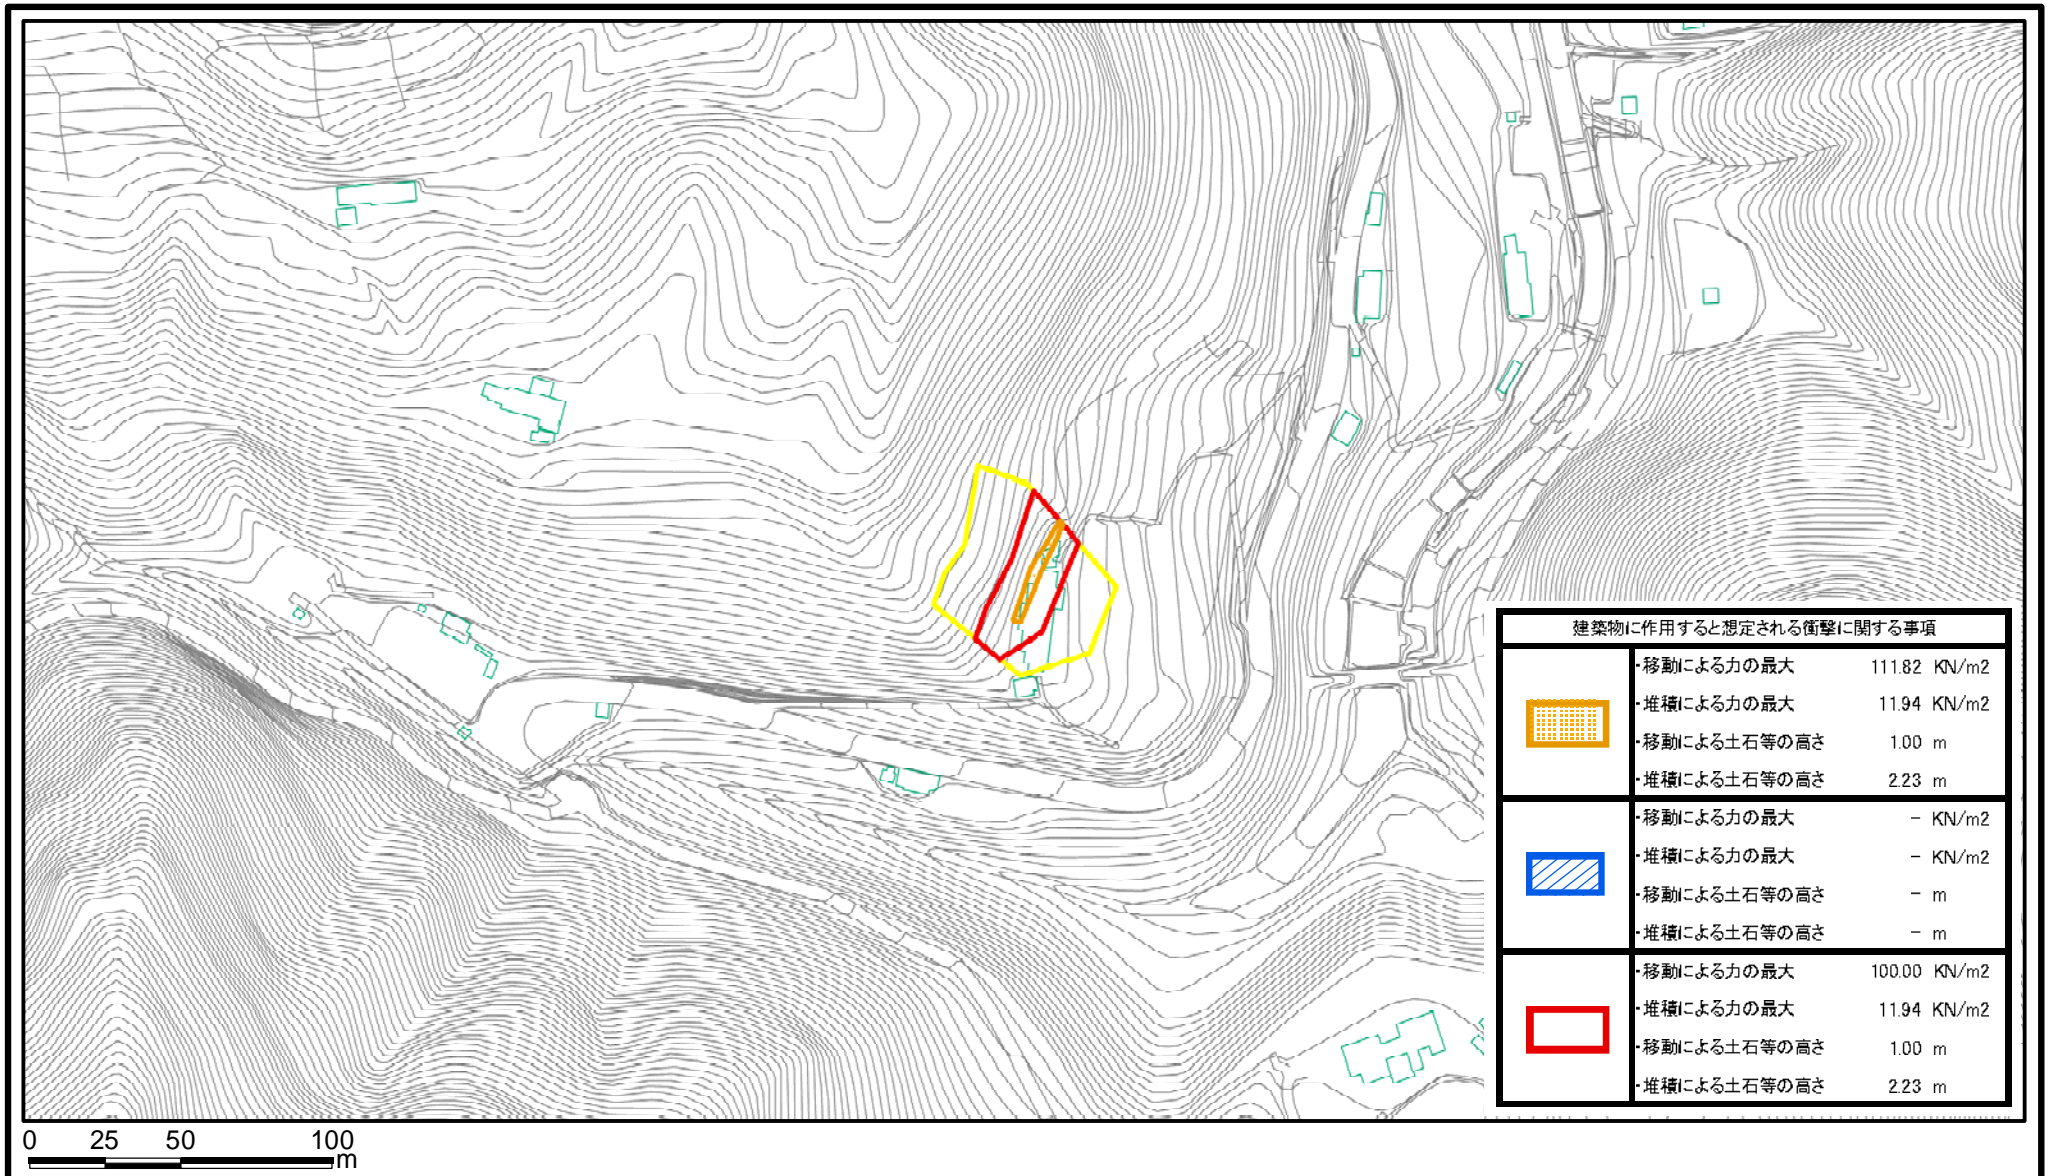 建築物に作用すると想定される衝撃に関する事項
・移動による力の最大 111.82 KN/m2
・堆積による力の最大 11.94 KN/m2
・移動による土石等の高さ 1.00 m
・堆積による土石等の高さ 2.23 m
・移動による力の最大 - KN/m2
・堆積による力の最大 - KN/m2
・移動による土石等の高さ - m
・堆積による土石等の高さ - m
・移動による力の最大 100.00 KN/m2
・堆積による力の最大 11.94 KN/m2
・移動による土石等の高さ 1.00 m
・堆積による土石等の高さ 2.23 m
0 25 50 100
m